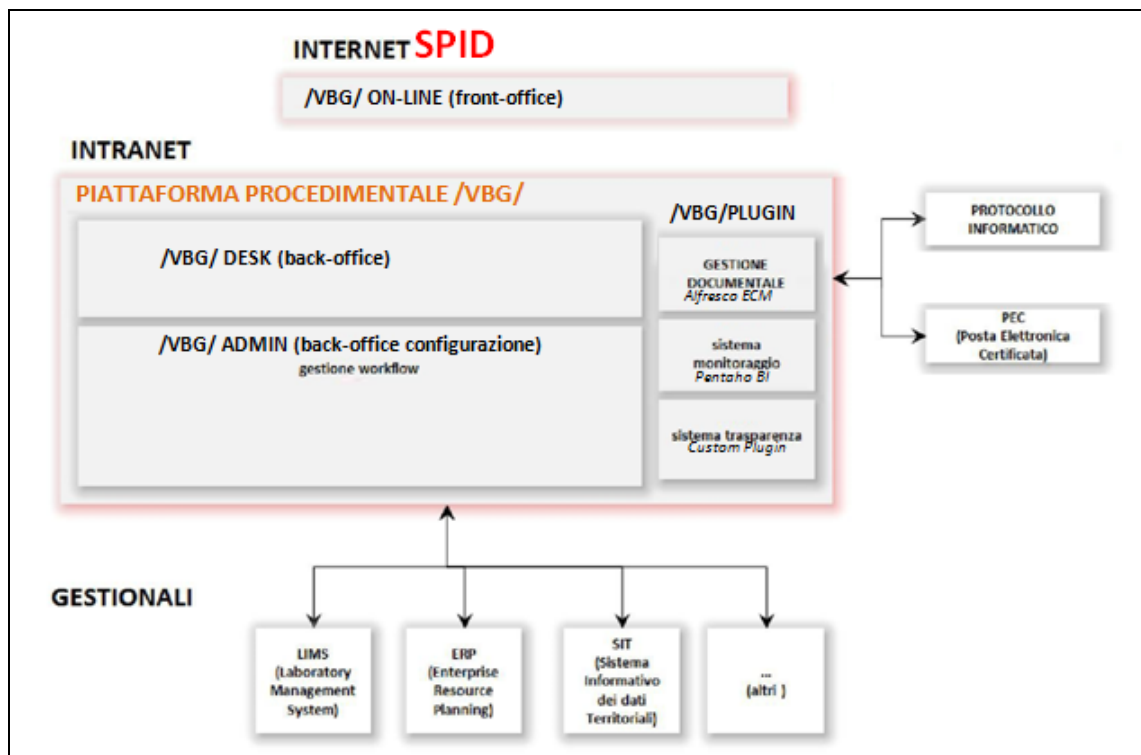 INTERNET SPID
/VBG/ ON-LINE (front-office)
INTRANET
PIATTAFORMA PROCEDIMENTALE /VBG/
/VBG/ DESK (back-office)
/VBG/ ADMIN (back-office configurazione)
gestione workflow
/VBG/PLUGIN
GESTIONE
DOCUMENTALE
Alfresco ECM
sistema
monitoraggio
Pentaho BI
sistema trasparenza
Custom Plugin
PROTOCOLLO
INFORMATICO
PEC
(Posta Elettronica
Certificata)
GESTIONALI
LIMS
(Laboratory
Management
System)
ERP
(Enterprise
Resource
Planning)
SIT
(Sistema
Informativo
dei dati
Territoriali)
...
(altri )